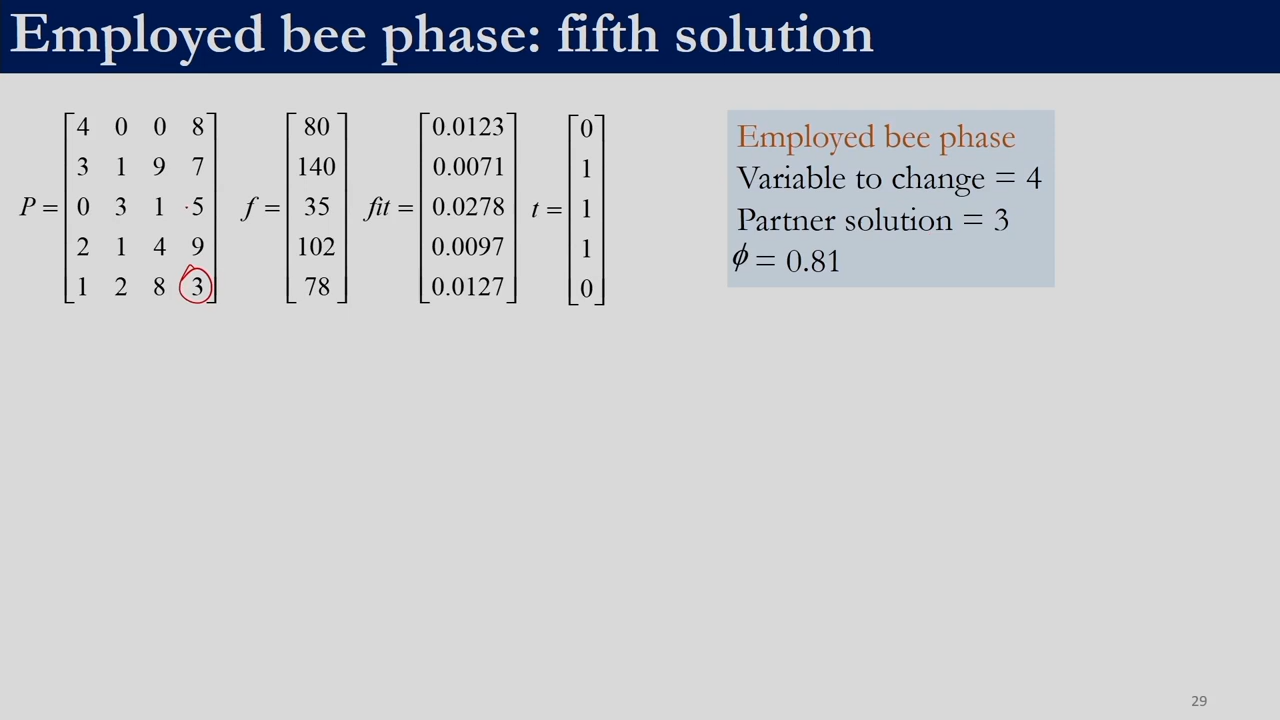 Employed bee phase: fifth solution
4 0 0 8 80 0.0123 0
3 1 9 7 140 0.0071 1
P = 0 3 1 5 f = 35 fit = 0.0278 t = 1
2 1 4 9 102 0.0097 1
1 2 8 3 78 0.0127 0
Employed bee phase
Variable to change = 4
Partner solution = 3
ϕ = 0.81
29